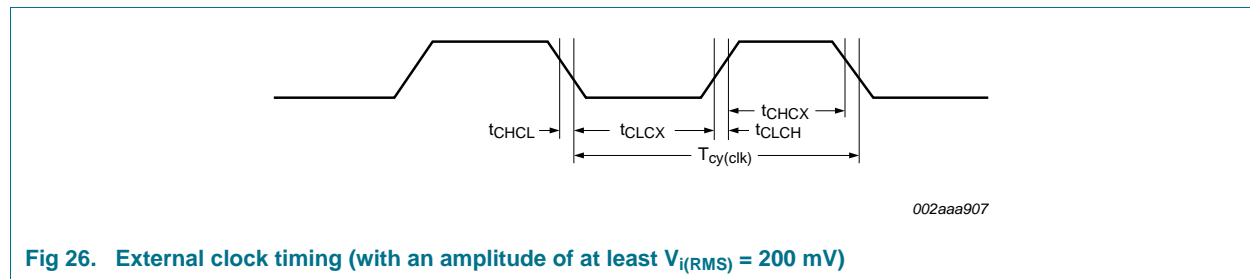 tCHCX
tCHCL tCLCX tCLCH
Tcy(clk)
002aaa907
Fig 26. External clock timing (with an amplitude of at least Vi(RMS) = 200 mV)